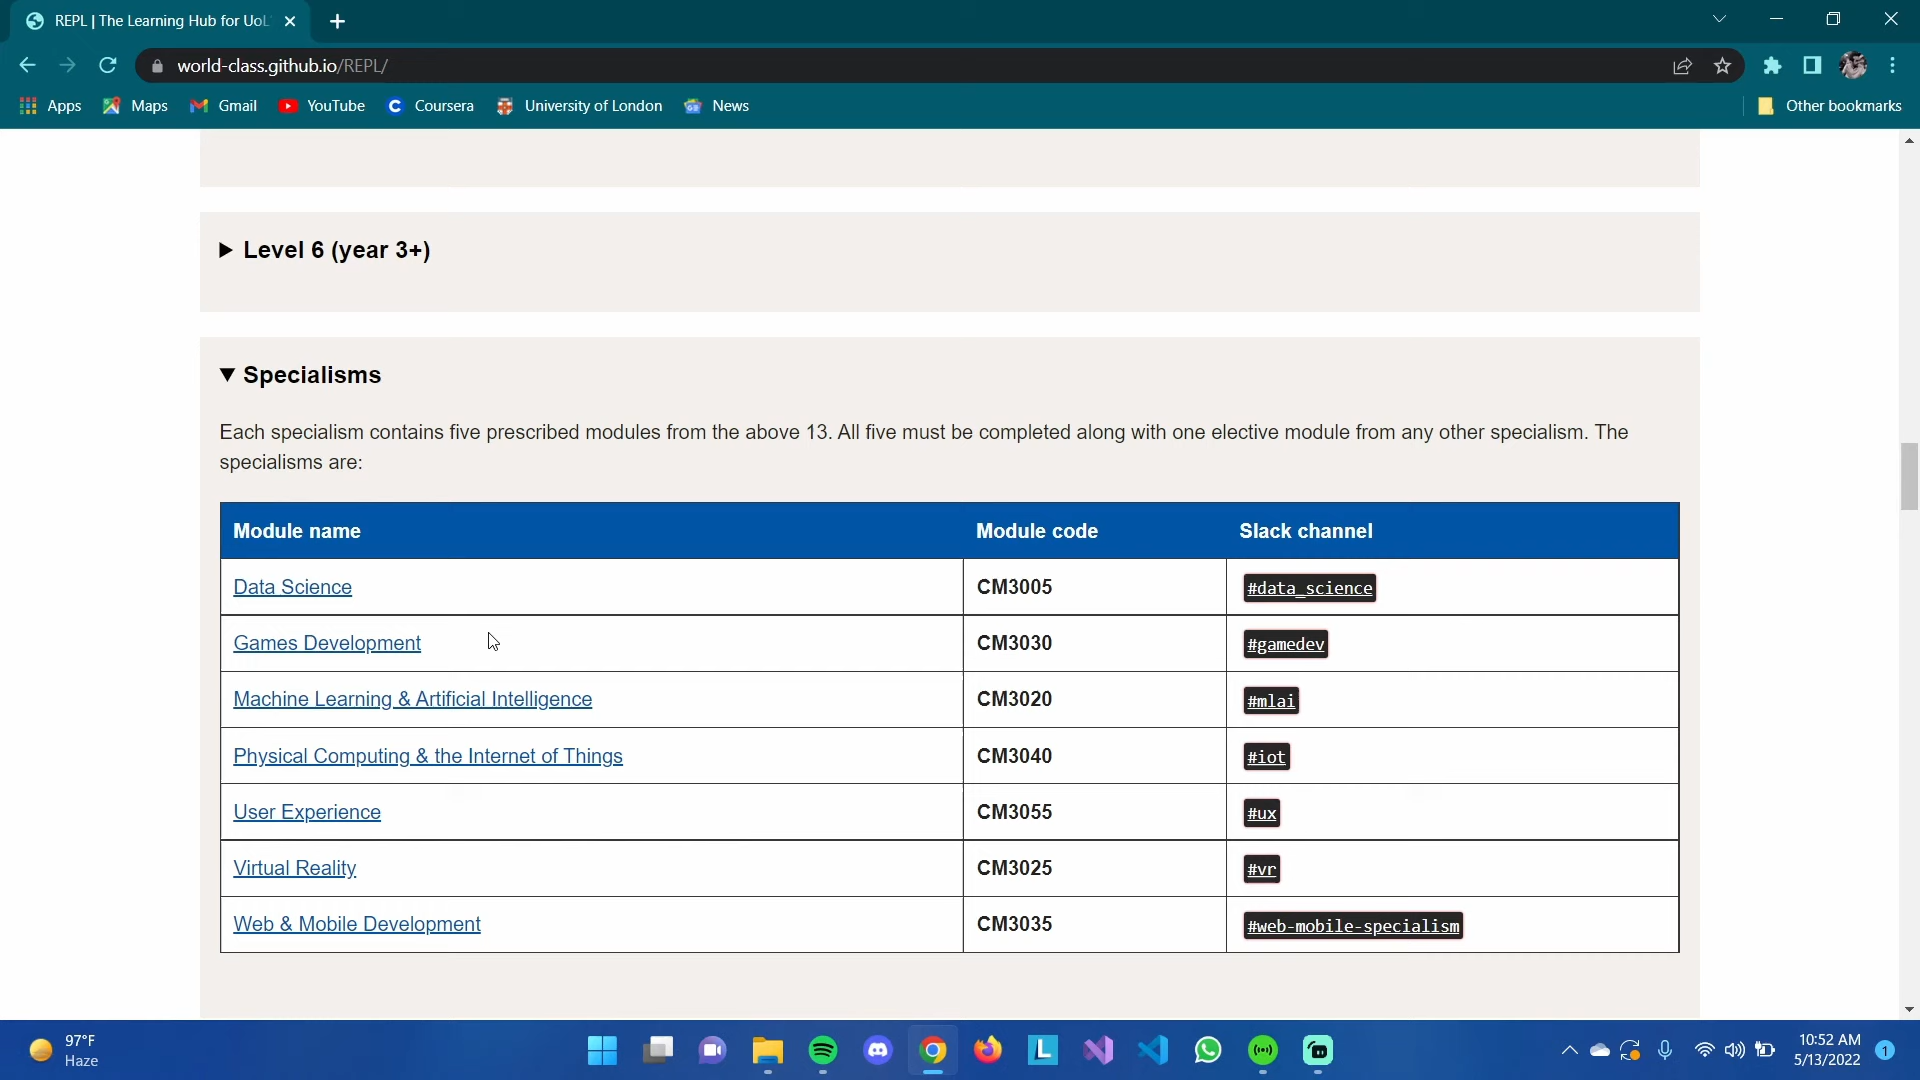 REPL | The Learning Hub for UoL
world-class.github.io/REPL/
Apps Maps Gmail YouTube Coursera University of London News Other bookmarks
Level 6 (year 3+)
Specialisms
Each specialism contains five prescribed modules from the above 13. All five must be completed along with one elective module from any other specialism. The
specialisms are:
Module name Module code Slack channel
Data Science CM3005 #data_science
Games Development CM3030 #gamedev
Machine Learning & Artificial Intelligence CM3020 #mlai
Physical Computing & the Internet of Things CM3040 #iot
User Experience CM3055 #ux
Virtual Reality CM3025 #vr
Web & Mobile Development CM3035 #web-mobile-specialism
97°F
Haze
10:52 AM
5/13/2022
1